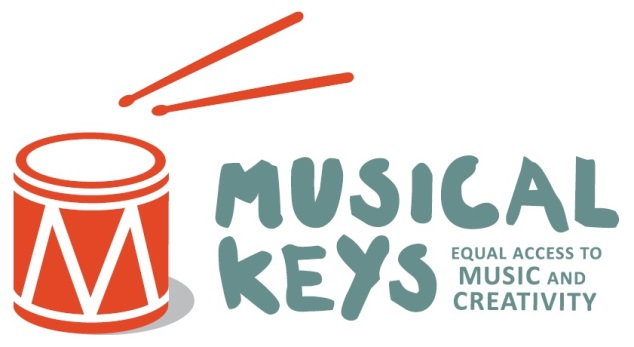 MUSICAL
KEYS
EQUAL ACCESS TO
MUSIC AND
CREATIVITY